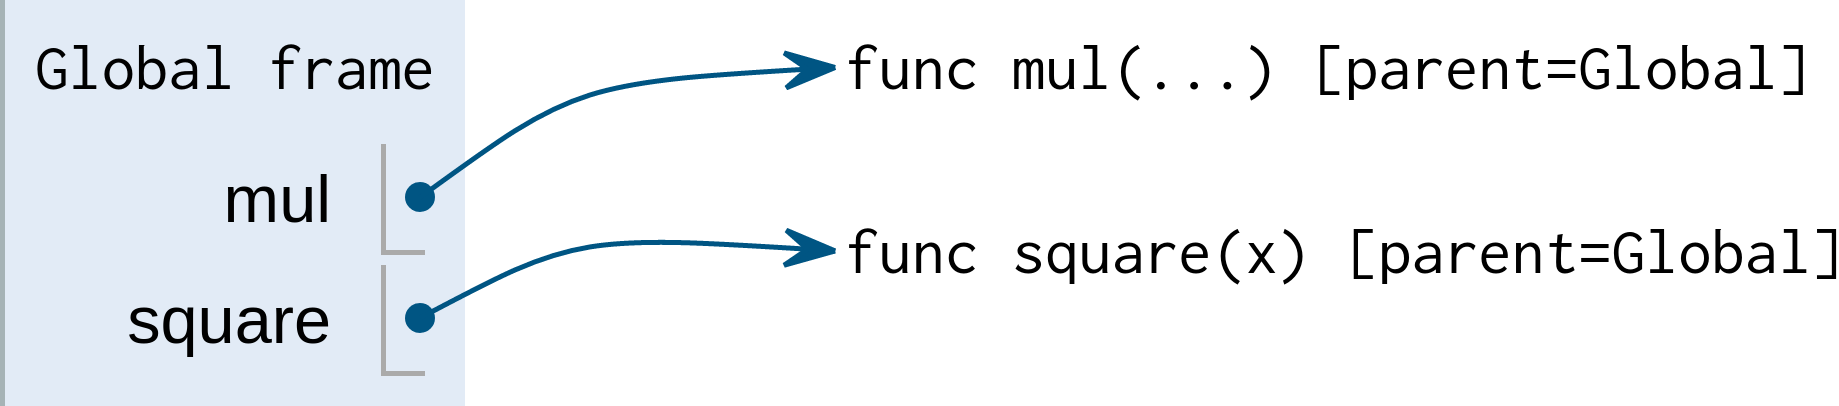 Global frame
func mul(...) [parent=Global]
mul
func square(x) [parent=Global]
square